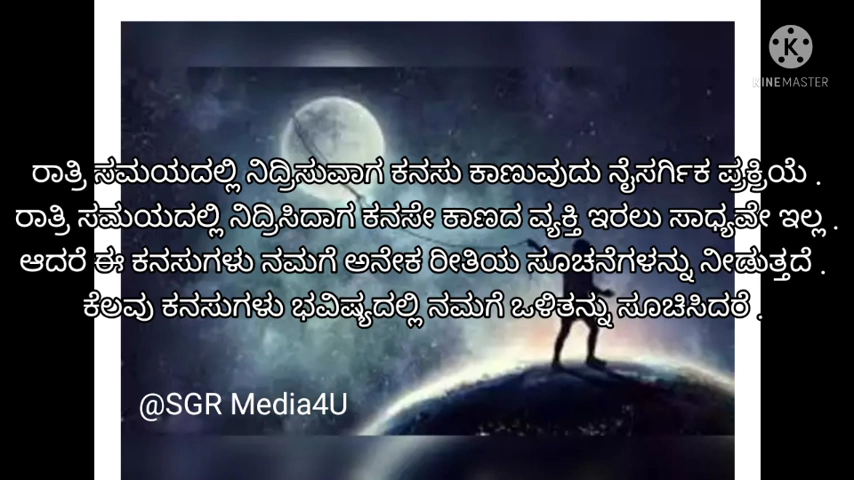 KINEMASTER
ರಾತ್ರಿ ಸಮಯದಲ್ಲಿ ನಿದ್ರಿಸುವಾಗ ಕನಸು ಕಾಣುವುದು ನೈಸರ್ಗಿಕ ಪ್ರಕ್ರಿಯೆ .
ರಾತ್ರಿ ಸಮಯದಲ್ಲಿ ನಿದ್ರಿಸಿದಾಗ ಕನಸೇ ಕಾಣದ ವ್ಯಕ್ತಿ ಇರಲು ಸಾಧ್ಯವೇ ಇಲ್ಲ .
ಆದರೆ ಈ ಕನಸುಗಳು ನಮಗೆ ಅನೇಕ ರೀತಿಯ ಸೂಚನೆಗಳನ್ನು ನೀಡುತ್ತದೆ .
ಕೆಲವು ಕನಸುಗಳು ಭವಿಷ್ಯದಲ್ಲಿ ನಮಗೆ ಒಳಿತನ್ನು ಸೂಚಿಸಿದರೆ .
@SGR Media4U